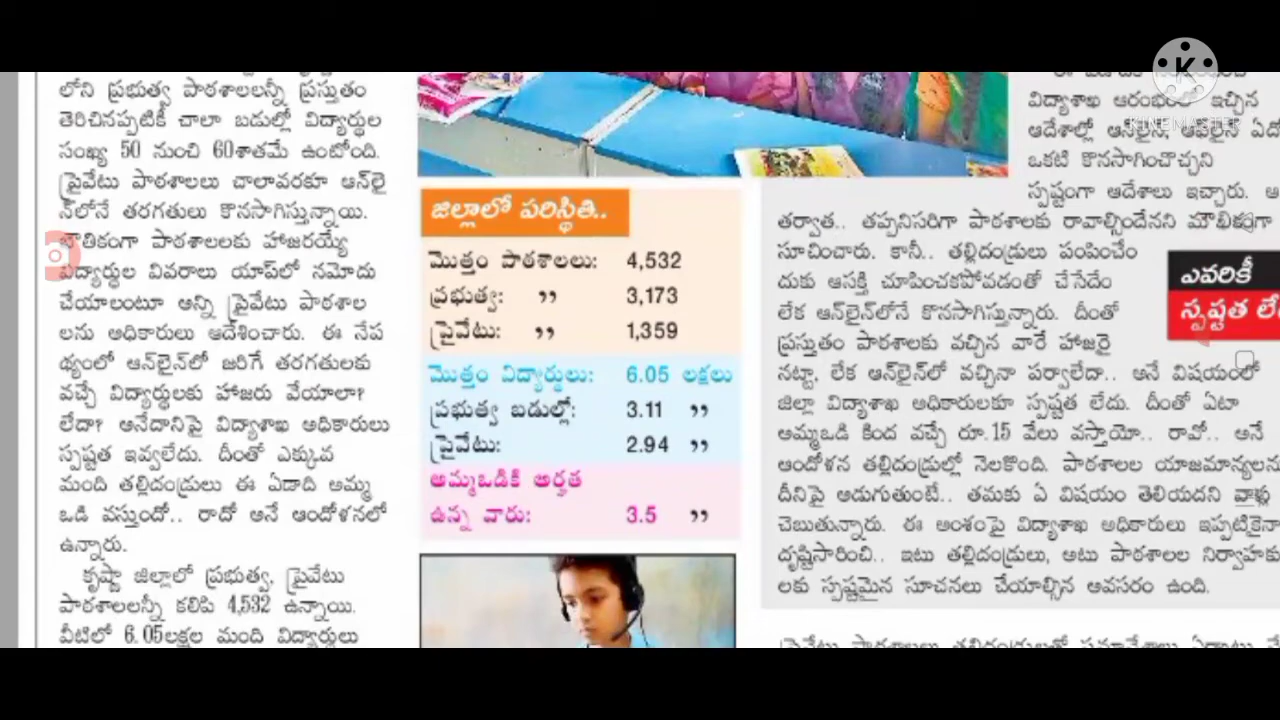 లోని ప్రభుత్వ పాఠశాలలన్నీ ప్రస్తుతం
తెరిచినప్పటికీ చాలా బడుల్లో విద్యార్థుల
సంఖ్య 50 నుంచి 60శాతమే ఉంటోంది.
ప్రైవేటు పాఠశాలలు చాలావరకూ ఆన్‌లై
న్‌లోనే తరగతులు కొనసాగిస్తున్నాయి.
భౌతికంగా పాఠశాలలకు హాజరయ్యే
విద్యార్థుల వివరాలు యాప్‌లో నమోదు
చేయాలంటూ అన్ని ప్రైవేటు పాఠశాల
లను అధికారులు ఆదేశించారు. ఈ నేప
థ్యంలో ఆన్‌లైన్‌లో జరిగే తరగతులకు
వచ్చే విద్యార్థులకు హాజరు వేయాలా?
లేదా? అనేదానిపై విద్యాశాఖ అధికారులు
స్పష్టత ఇవ్వలేదు. దీంతో ఎక్కువ
మంది తల్లిదండ్రులు ఈ ఏడాది అమ్మ
ఒడి వస్తుందో.. రాదో అనే ఆందోళనలో
ఉన్నారు.
కృష్ణా జిల్లాలో ప్రభుత్వ, ప్రైవేటు
పాఠశాలలన్నీ కలిపి 4,532 ఉన్నాయి.
వీటిలో 6.05లక్షల మంది విద్యార్థులు
జిల్లాలో పరిస్థితి..
మొత్తం పాఠశాలలు: 4,532
ప్రభుత్వ: ,, 3,173
ప్రైవేటు: ,, 1,359
మొత్తం విద్యార్థులు: 6.05 లక్షలు
ప్రభుత్వ బడుల్లో: 3.11 ,,
ప్రైవేటు: 2.94 ,,
అమ్మఒడికి అర్హత
ఉన్న వారు: 3.5 ,,
విద్యాశాఖ ఆరంభంలో ఇచ్చిన
ఆదేశాల్లో ఆన్‌లైన్, ఆఫ్‌లైన్ ఏదో
ఒకటి కొనసాగించొచ్చని
స్పష్టంగా ఆదేశాలు ఇచ్చారు. ఆ
తర్వాత.. తప్పనిసరిగా పాఠశాలకు రావాల్సిందేనని మౌఖికంగా
సూచించారు. కానీ.. తల్లిదండ్రులు పంపించేం
దుకు ఆసక్తి చూపించకపోవడంతో చేసేదేం
లేక ఆన్‌లైన్‌లోనే కొనసాగిస్తున్నారు. దీంతో
ప్రస్తుతం పాఠశాలకు వచ్చిన వారే హాజరై
నట్టా, లేక ఆన్‌లైన్‌లో వచ్చినా పర్వాలేదా.. అనే విషయంలో
జిల్లా విద్యాశాఖ అధికారులకూ స్పష్టత లేదు. దీంతో ఏటా
అమ్మఒడి కింద వచ్చే రూ.15 వేలు వస్తాయో.. రావో.. అనే
ఆందోళన తల్లిదండ్రుల్లో నెలకొంది. పాఠశాలల యాజమాన్యలను
దీనిపై అడుగుతుంటే.. తమకు ఏ విషయం తెలియదని వాళ్లు
చెబుతున్నారు. ఈ అంశంపై విద్యాశాఖ అధికారులు ఇప్పటికైనా
దృష్టిసారించి.. ఇటు తల్లిదండ్రులు, అటు పాఠశాలల నిర్వాహకు
లకు స్పష్టమైన సూచనలు చేయాల్సిన అవసరం ఉంది.
ఎవరికీ
స్పష్టత
ప్రైవేటు పాఠశాలలు తల్లిదండ్రులతో సమావేశాలు ఏర్పాటు
KINEMASTER